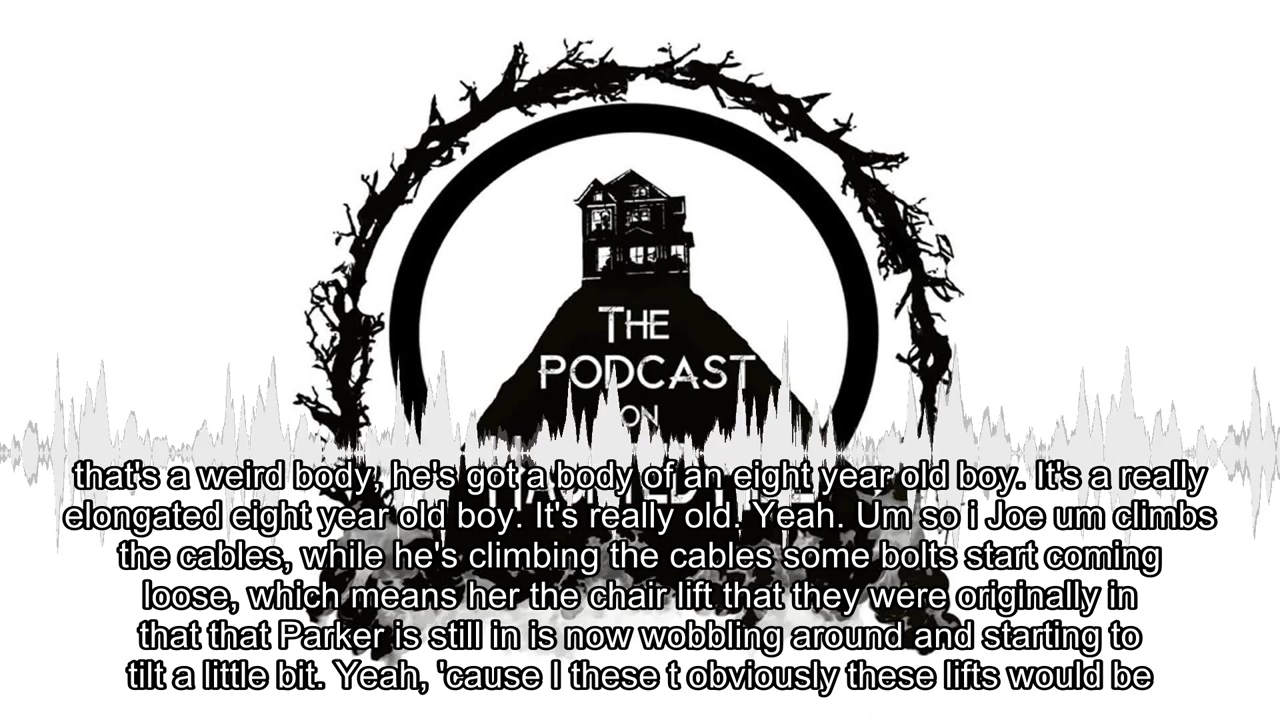 THE
PODCAST
ON
HAUNTED HILL
that's a weird body, he's got a body of an eight year old boy. It's a really
elongated eight year old boy. It's really old. Yeah. Um so i Joe um climbs
the cables, while he's climbing the cables some bolts start coming
loose, which means her the chair lift that they were originally in
that that Parker is still in is now wobbling around and starting to
tilt a little bit. Yeah, 'cause I these t obviously these lifts would be